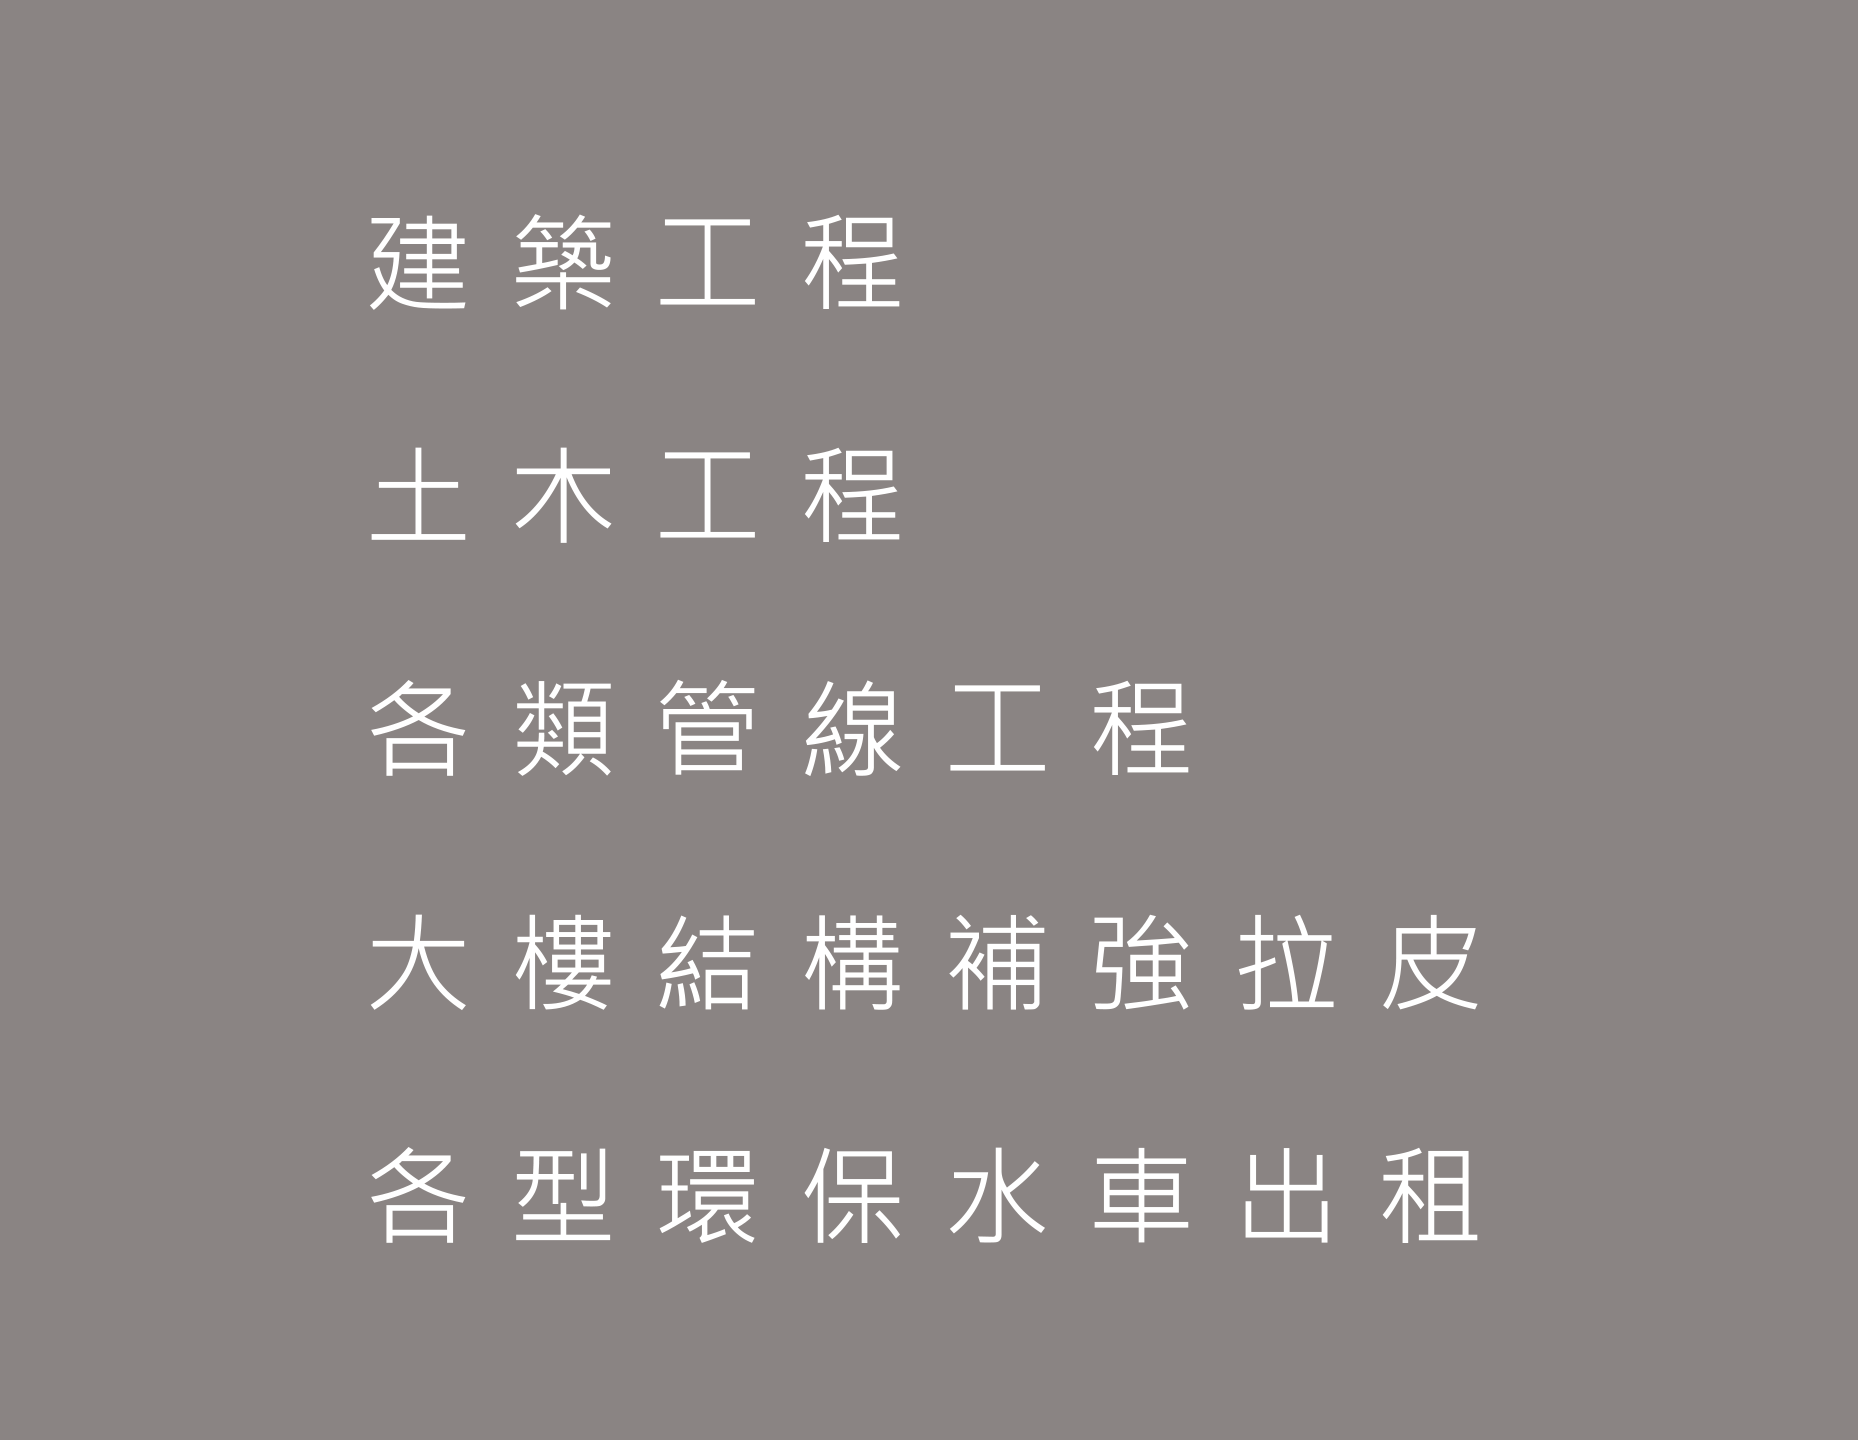 建築工程
土木工程
各類管線工程
大樓結構補強拉皮
各型環保水車出租